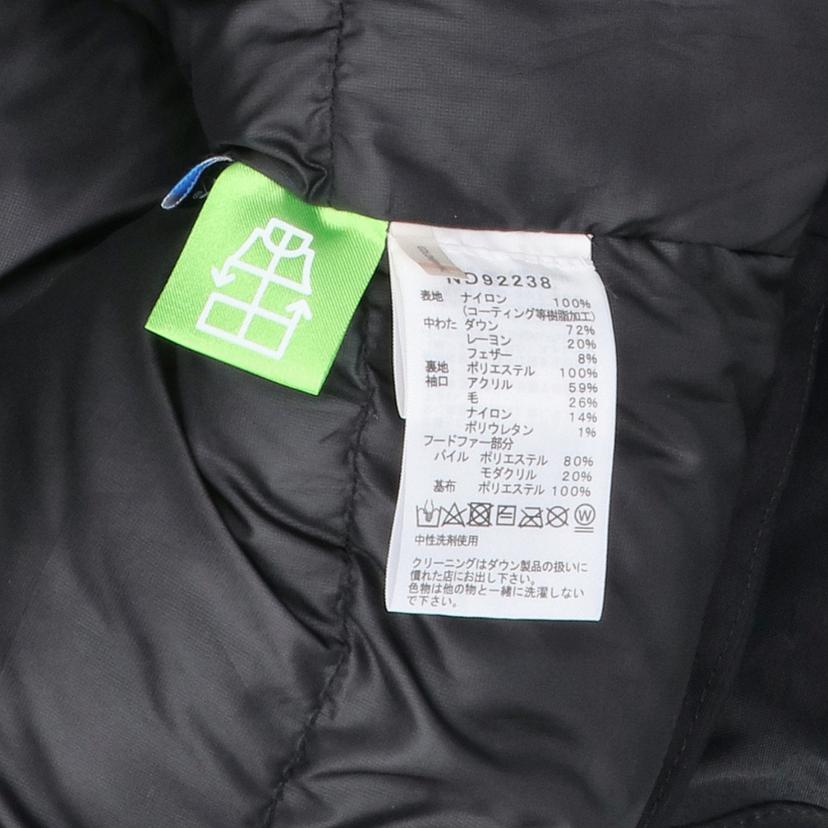 ND92238
表地 ナイロン 100%
(コーティング等樹脂加工)
中わた ダウン 72%
レーヨン 20%
フェザー 8%
裏地 ポリエステル 100%
袖口 アクリル 59%
毛 26%
ナイロン 14%
ポリウレタン 1%
フードファー部分
パイル ポリエステル 80%
モダクリル 20%
基布 ポリエステル 100%
W
中性洗剤使用
クリーニングはダウン製品の扱いに
慣れた店にお出し下さい。
色物は他の物と一緒に洗濯しない
で下さい。